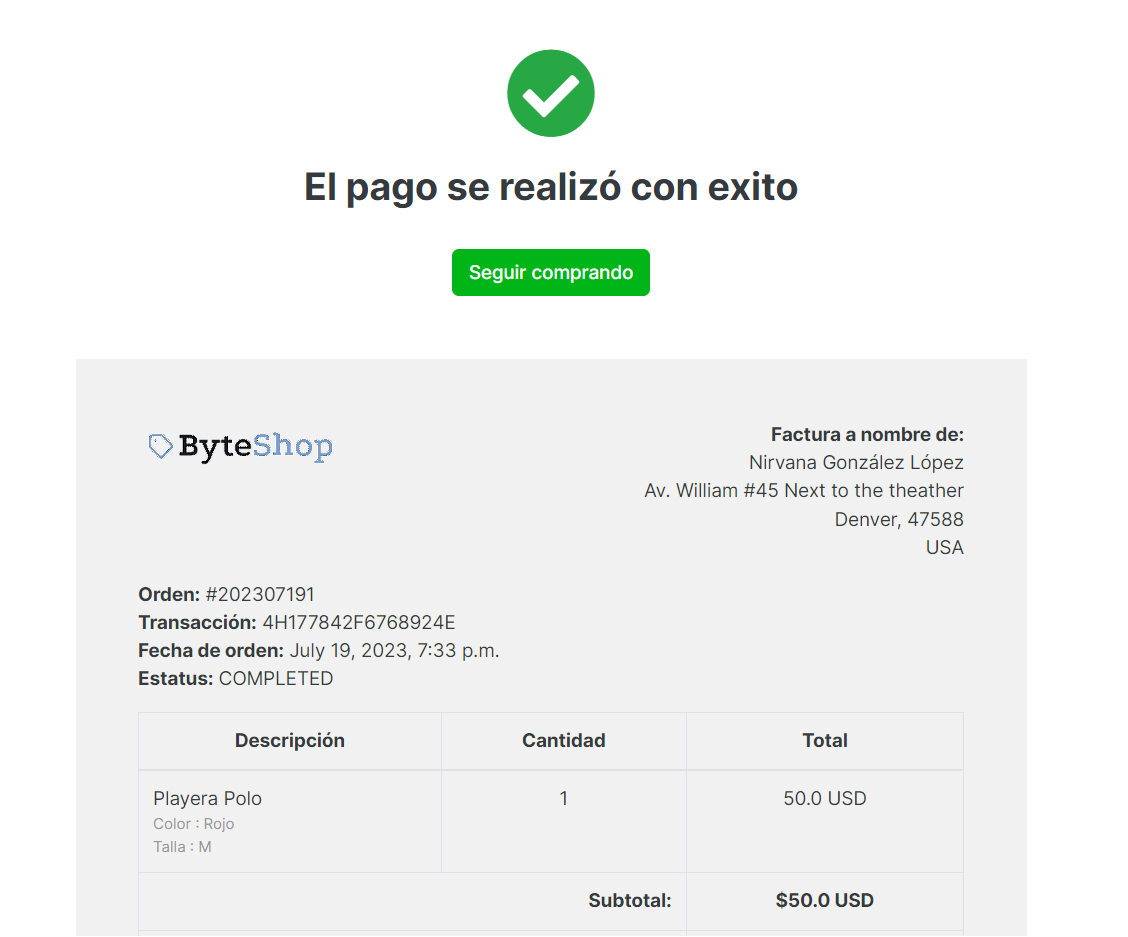 El pago se realizó con exito
Seguir comprando
ByteShop
Factura a nombre de:
Nirvana González López
Av. William #45 Next to the theather
Denver, 47588
USA
Orden: #202307191
Transacción: 4H177842F6768924E
Fecha de orden: July 19, 2023, 7:33 p.m.
Estatus: COMPLETED
Descripción Cantidad Total
Playera Polo 1 50.0 USD
Color : Rojo
Talla : M
Subtotal: $50.0 USD